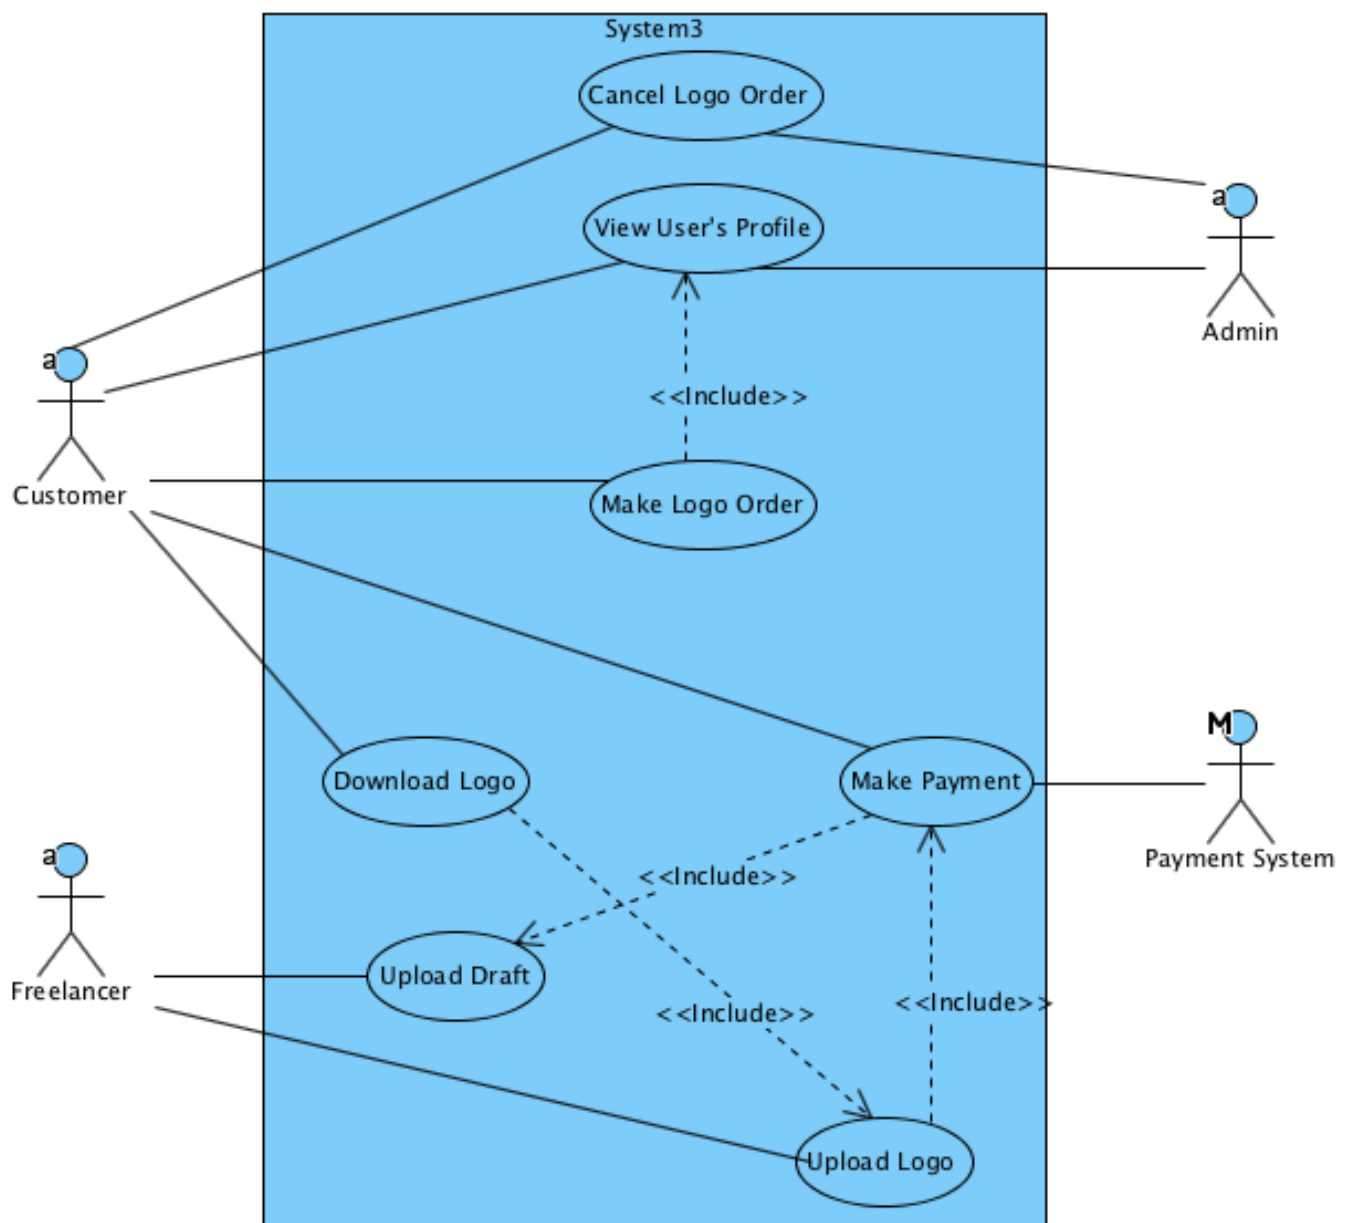 System3
Cancel Logo Order
a
View User's Profile
Admin
a
<<Include>>
Customer
Make Logo Order
M
Download Logo
Make Payment
a
Payment System
<<Include>>
Upload Draft
Freelancer
<<Include>>
<<Include>>
Upload Logo